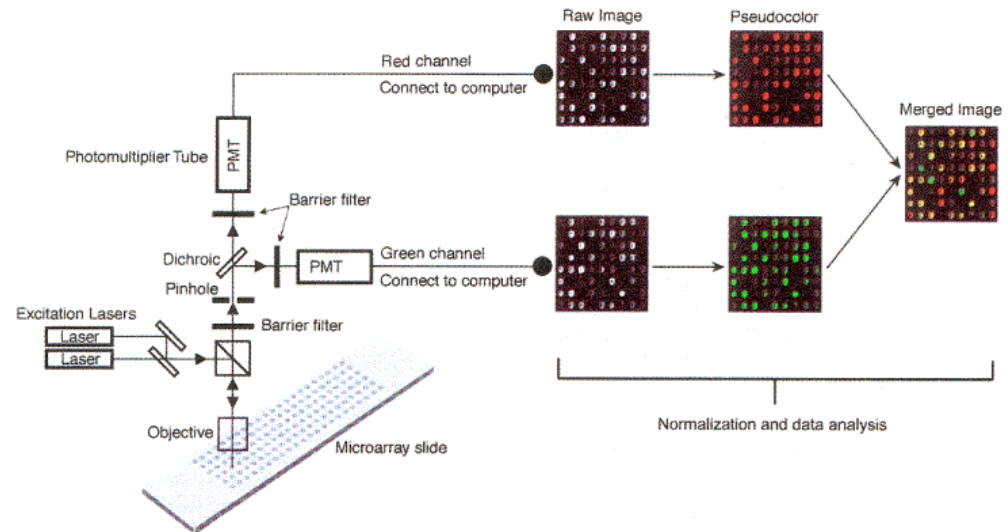 Raw Image
Pseudocolor
Red channel
Connect to computer
Merged Image
Photomultiplier Tube
PMT
Barrier filter
Dichroic
PMT
Green channel
Connect to computer
Pinhole
Excitation Lasers
Laser
Laser
Barrier filter
Objective
Microarray slide
Normalization and data analysis